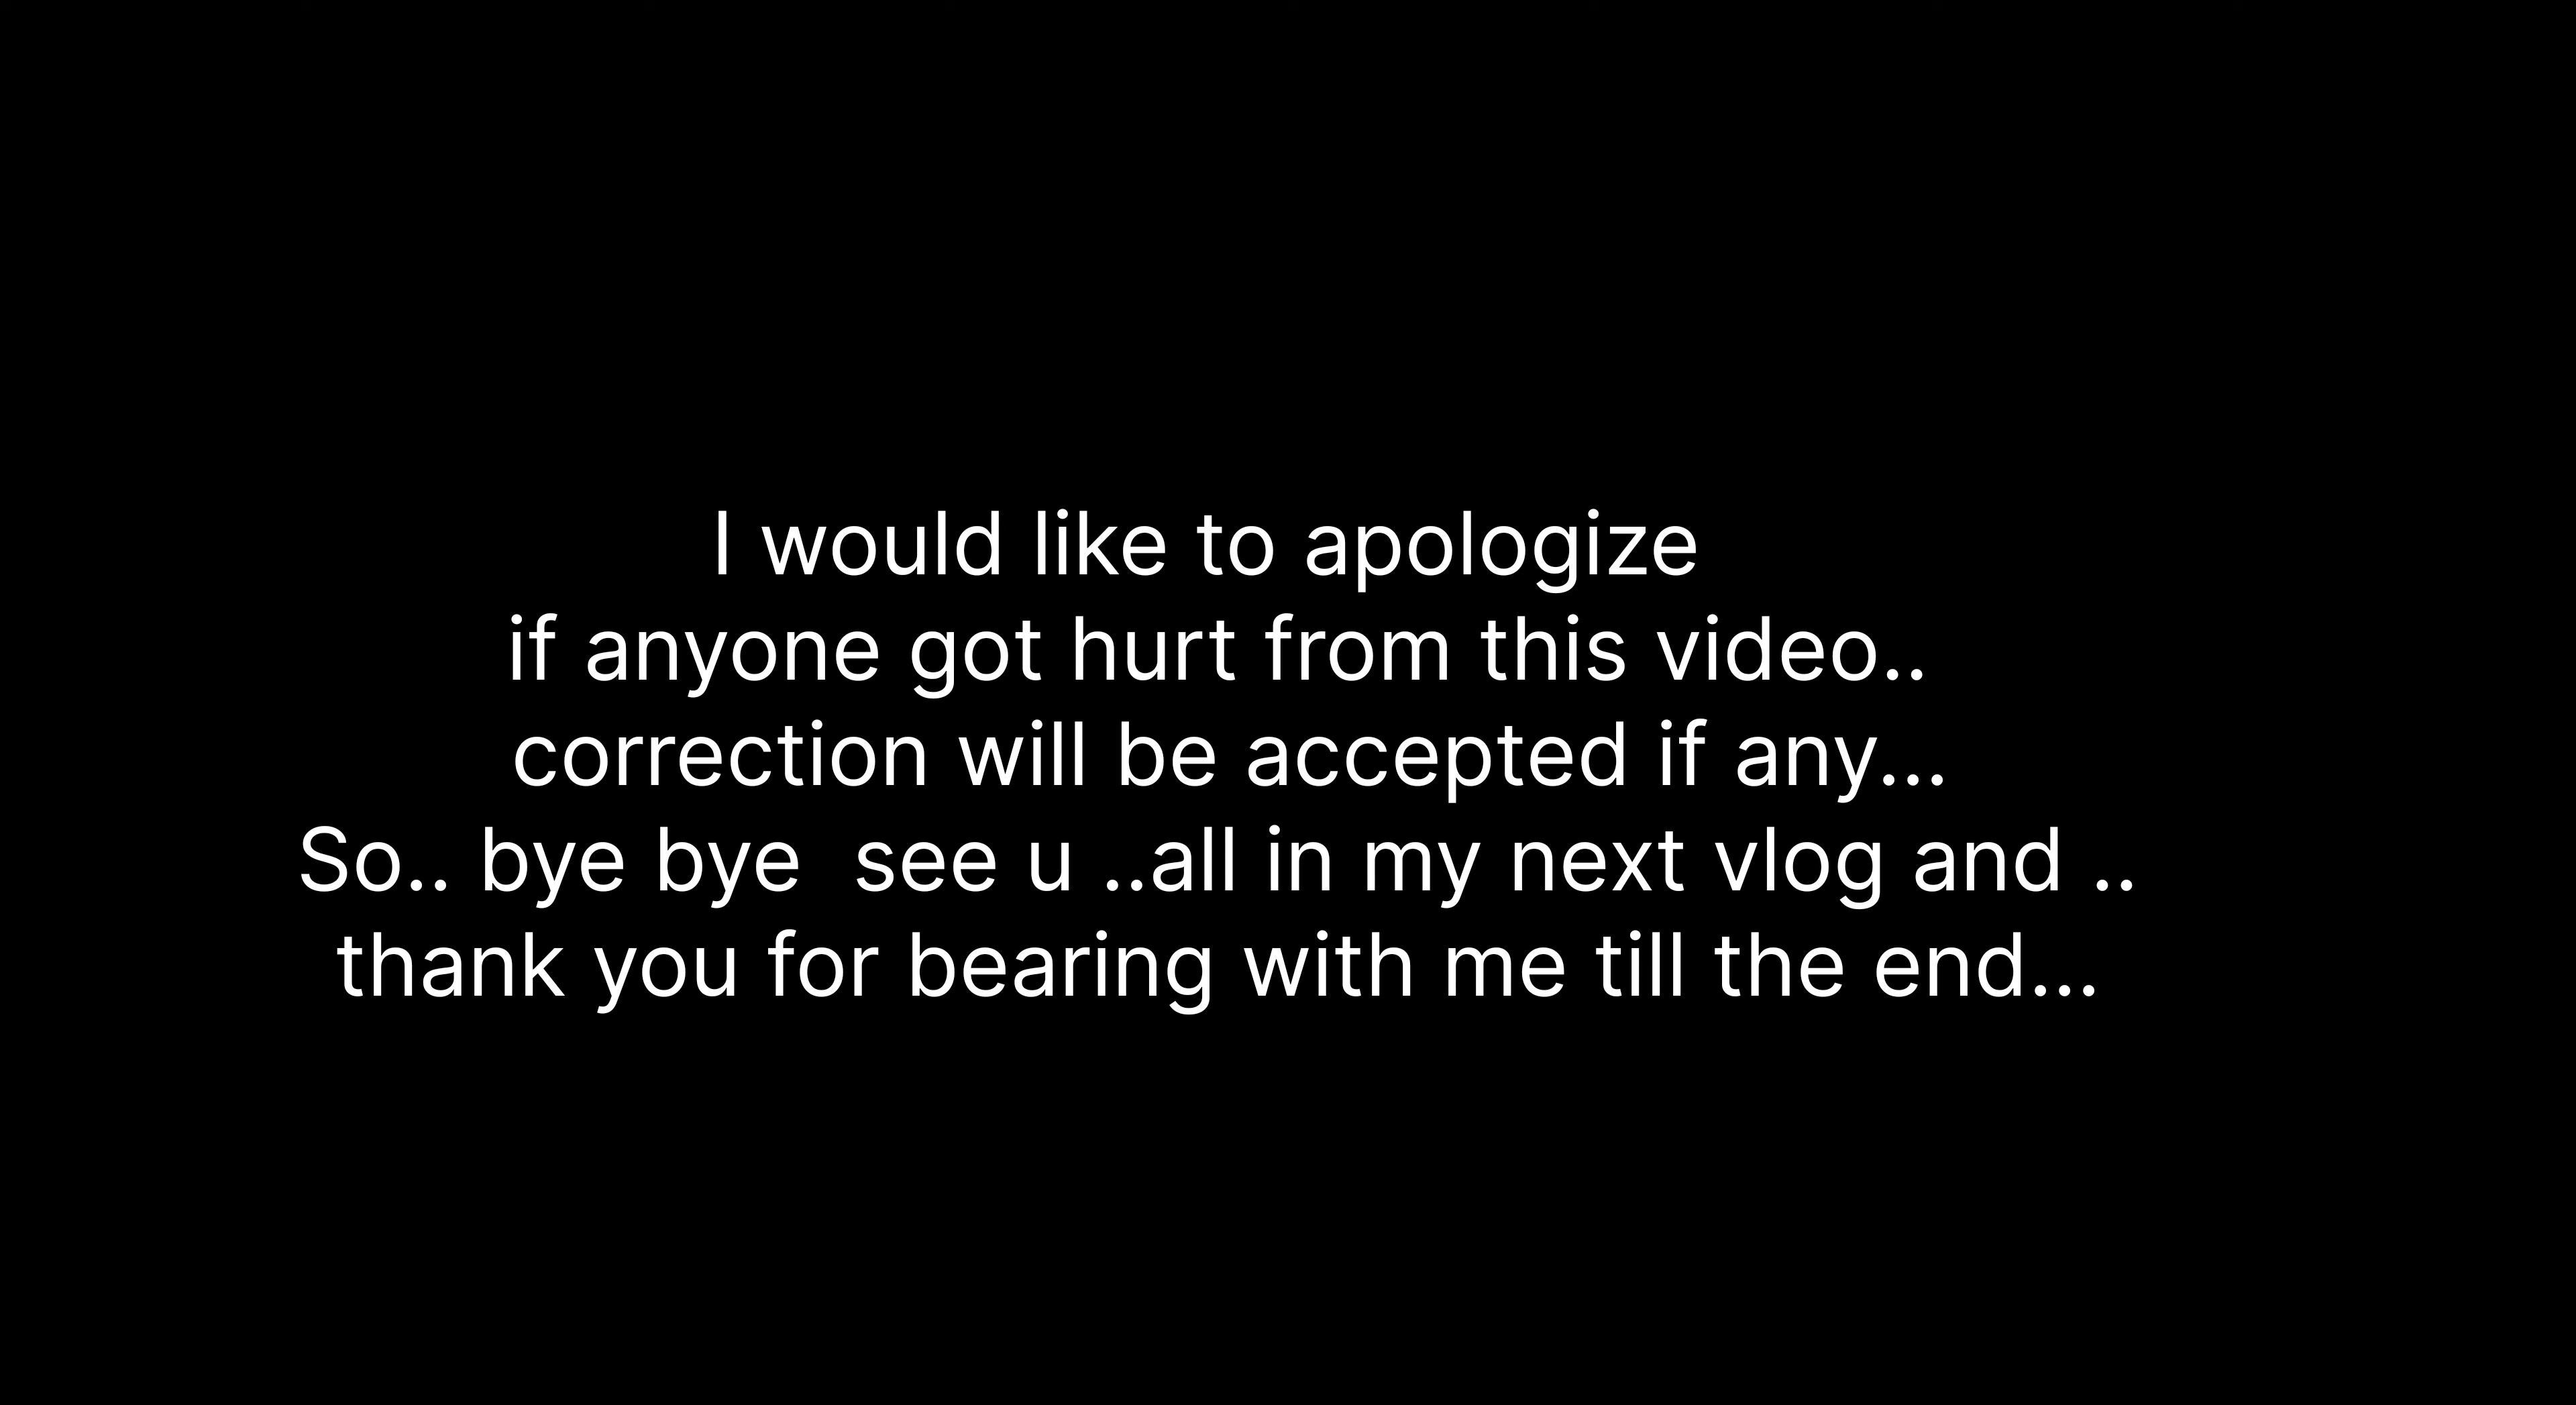 I would like to apologize
if anyone got hurt from this video..
correction will be accepted if any...
So.. bye bye  see u ..all in my next vlog and ..
thank you for bearing with me till the end...